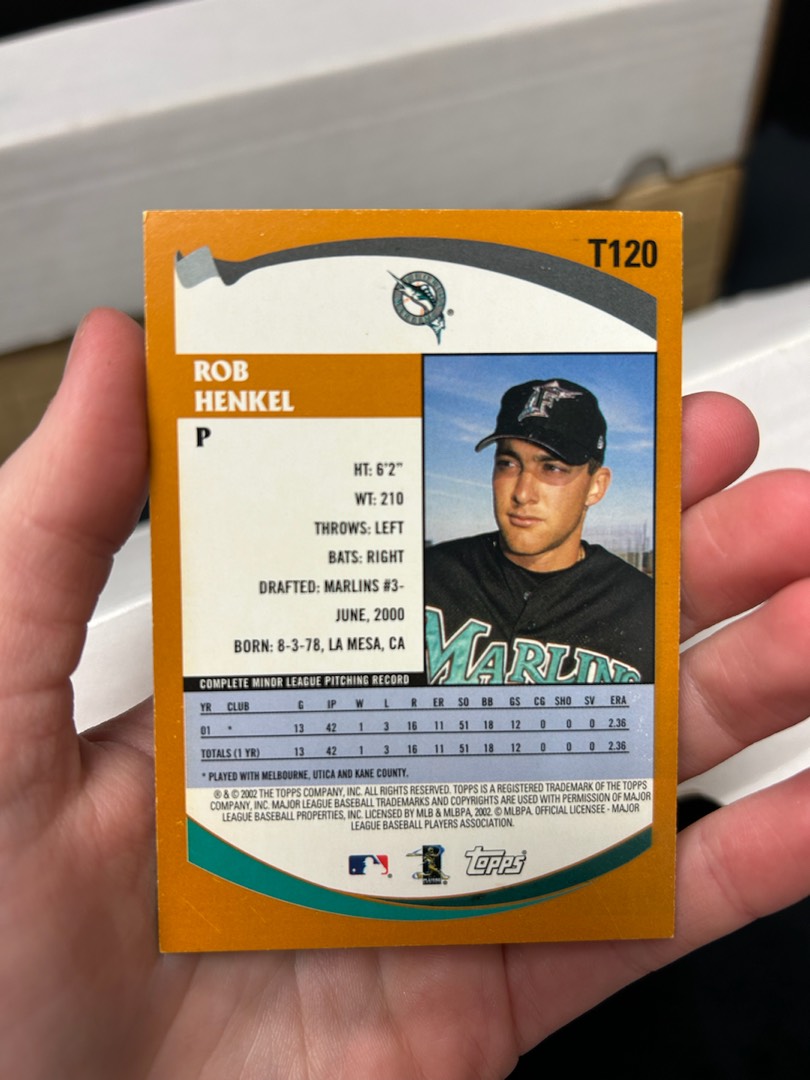 T120
ROB
HENKEL
P
HT: 6'2"
WT: 210
THROWS: LEFT
BATS: RIGHT
DRAFTED: MARLINS #3-
JUNE, 2000
BORN: 8-3-78, LA MESA, CA
MARLINS
COMPLETE MINOR LEAGUE PITCHING RECORD
YR CLUB G IP W L R ER SO BB GS CG SHO SV ERA
01 * 13 42 1 3 16 11 51 18 12 0 0 0 2.36
TOTALS (1 YR) 13 42 1 3 16 11 51 18 12 0 0 0 2.36
* PLAYED WITH MELBOURNE, UTICA AND KANE COUNTY.
® & © 2002 THE TOPPS COMPANY, INC. ALL RIGHTS RESERVED. TOPPS IS A REGISTERED TRADEMARK OF THE TOPPS
COMPANY, INC. MAJOR LEAGUE BASEBALL TRADEMARKS AND COPYRIGHTS ARE USED WITH PERMISSION OF MAJOR
LEAGUE BASEBALL PROPERTIES, INC. LICENSED BY MLB & MLBPA, 2002. © MLBPA. OFFICIAL LICENSEE - MAJOR
LEAGUE BASEBALL PLAYERS ASSOCIATION.
TOPPS